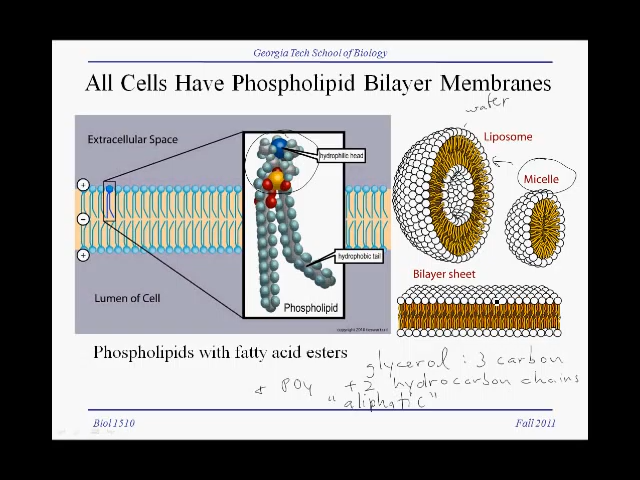 Georgia Tech School of Biology
All Cells Have Phospholipid Bilayer Membranes
water
Extracellular Space
hydrophilic head
Liposome
Micelle
+
-
+
hydrophobic tail
Bilayer sheet
Lumen of Cell
Phospholipid
Phospholipids with fatty acid esters
glycerol : 3 carbon
+ PO4 + 2 hydrocarbon chains
"aliphatic"
Biol 1510
Fall 2011